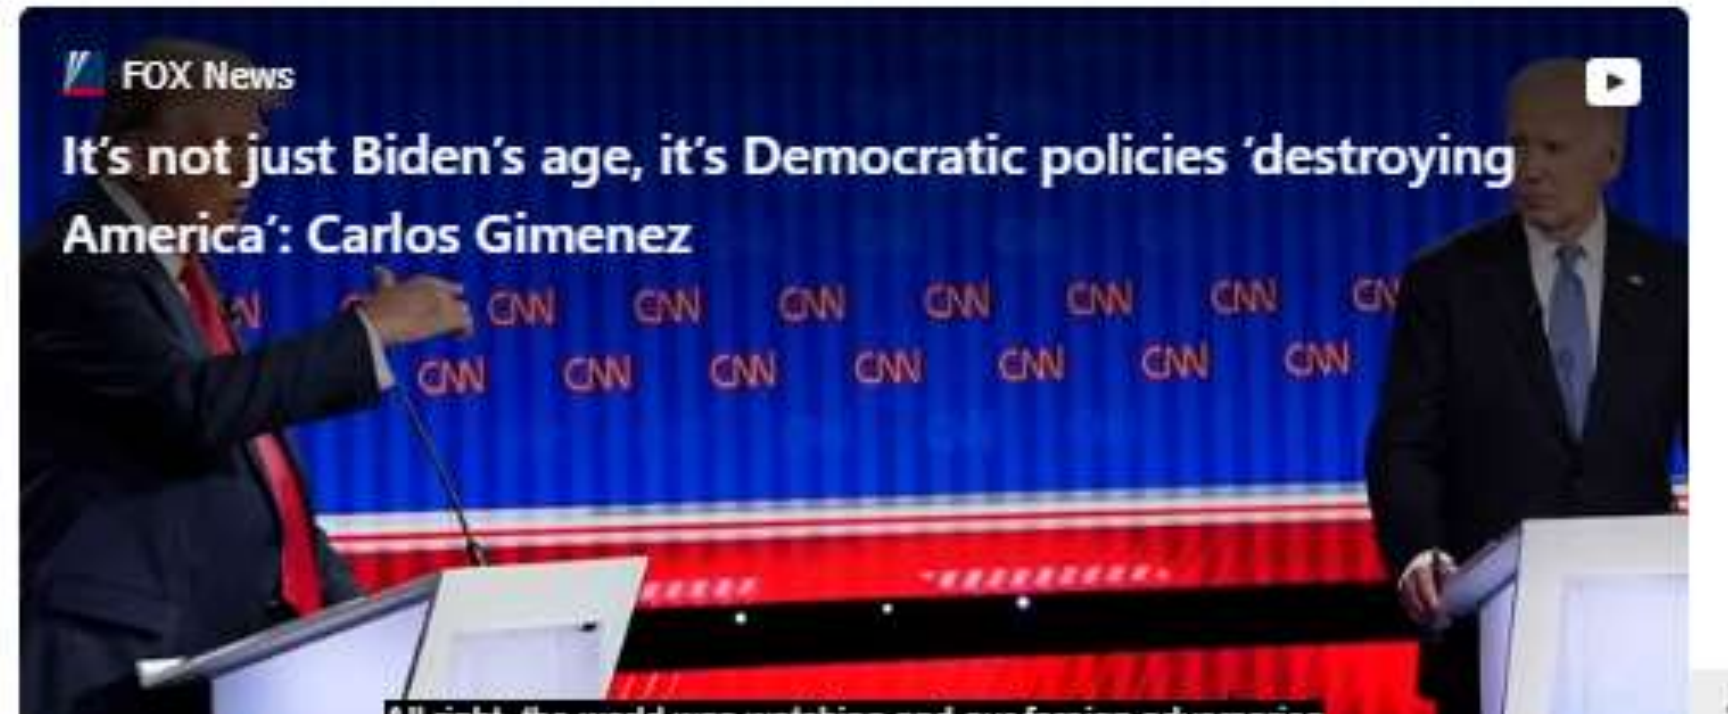 FOX News
It's not just Biden's age, it's Democratic policies 'destroying
America': Carlos Gimenez
CNN CNN CNN CNN CNN CNN
CNN CNN CNN CNN CNN CNN CNN